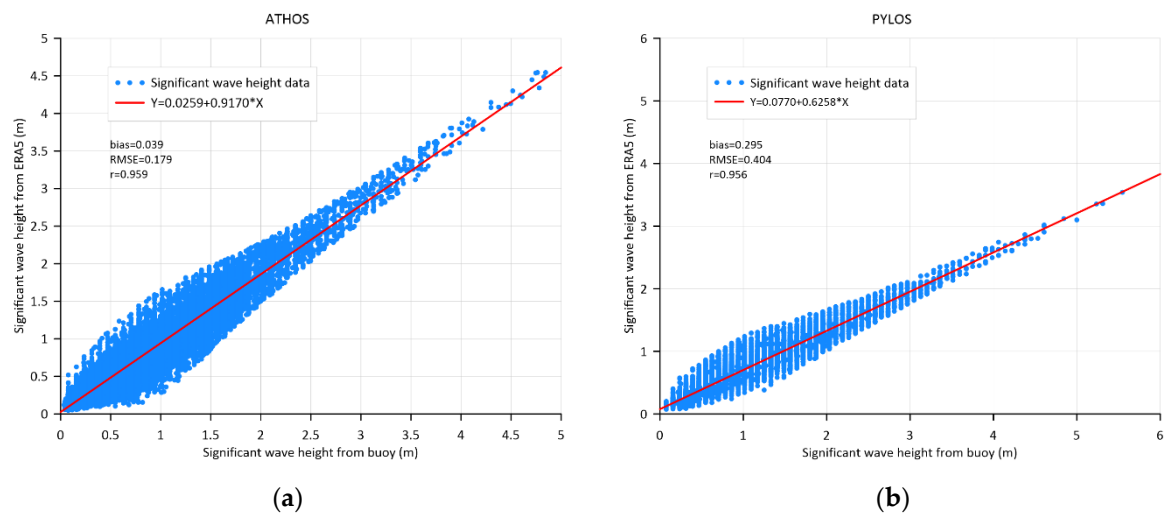 ATHOS
Significant wave height from ERA5 (m)
5
4.5
4
3.5
3
2.5
2
1.5
1
0.5
0
Significant wave height data
Y=0.0259+0.9170*X
bias=0.039
RMSE=0.179
r=0.959
0 0.5 1 1.5 2 2.5 3 3.5 4 4.5 5
Significant wave height from buoy (m)
(a)
PYLOS
Significant wave height from ERA5 (m)
6
5
4
3
2
1
0
Significant wave height data
Y=0.0770+0.6258*X
bias=0.295
RMSE=0.404
r=0.956
0 1 2 3 4 5 6
Significant wave height from buoy (m)
(b)